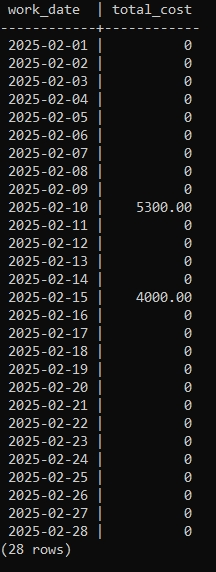 work_date | total_cost
------------+------------
2025-02-01 | 0
2025-02-02 | 0
2025-02-03 | 0
2025-02-04 | 0
2025-02-05 | 0
2025-02-06 | 0
2025-02-07 | 0
2025-02-08 | 0
2025-02-09 | 0
2025-02-10 | 5300.00
2025-02-11 | 0
2025-02-12 | 0
2025-02-13 | 0
2025-02-14 | 0
2025-02-15 | 4000.00
2025-02-16 | 0
2025-02-17 | 0
2025-02-18 | 0
2025-02-19 | 0
2025-02-20 | 0
2025-02-21 | 0
2025-02-22 | 0
2025-02-23 | 0
2025-02-24 | 0
2025-02-25 | 0
2025-02-26 | 0
2025-02-27 | 0
2025-02-28 | 0
(28 rows)